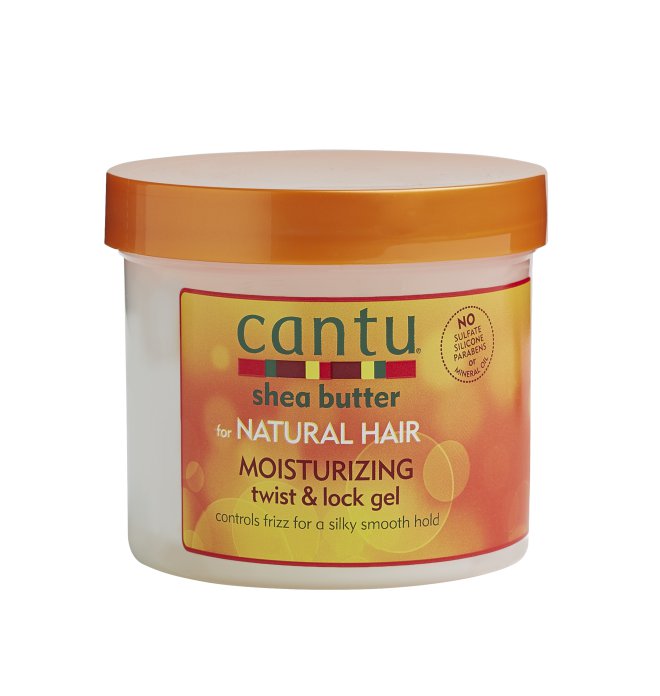 cantu®
shea butter
for NATURAL HAIR
MOISTURIZING
twist & lock gel
controls frizz for a silky smooth hold
NO
SULFATE
SILICONE
PARABENS
or
MINERAL OIL